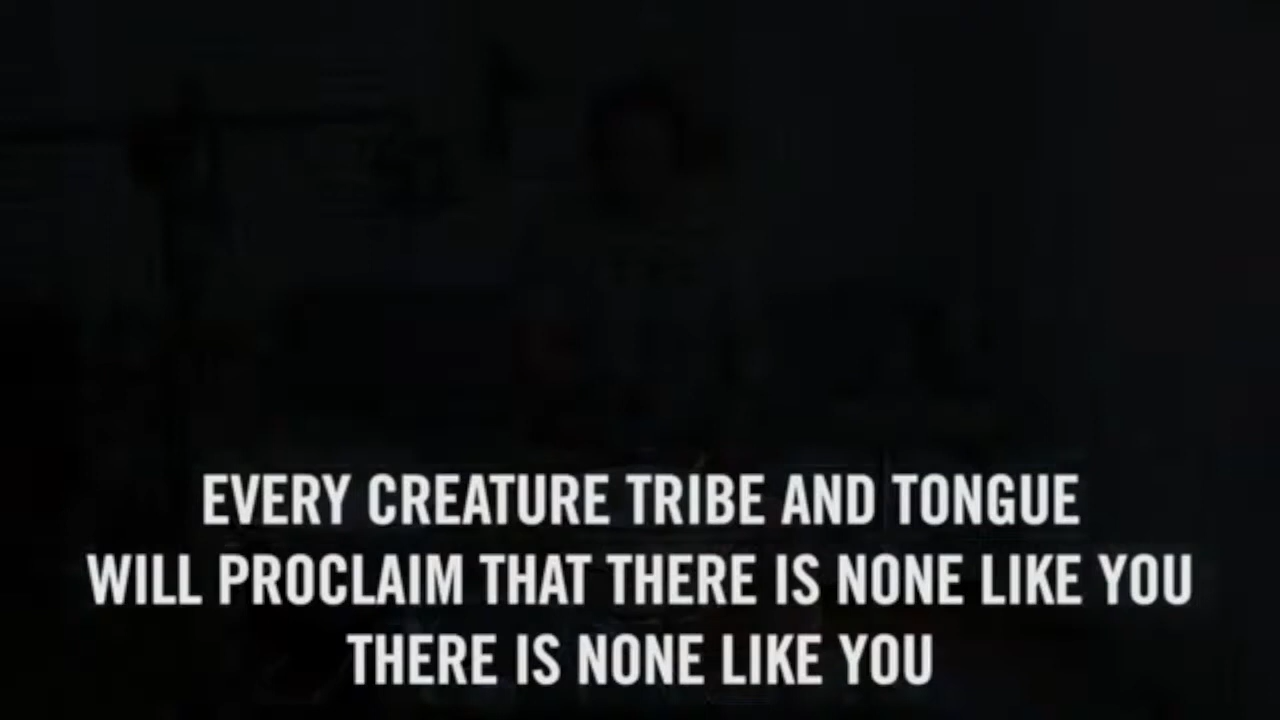 EVERY CREATURE TRIBE AND TONGUE
WILL PROCLAIM THAT THERE IS NONE LIKE YOU
THERE IS NONE LIKE YOU